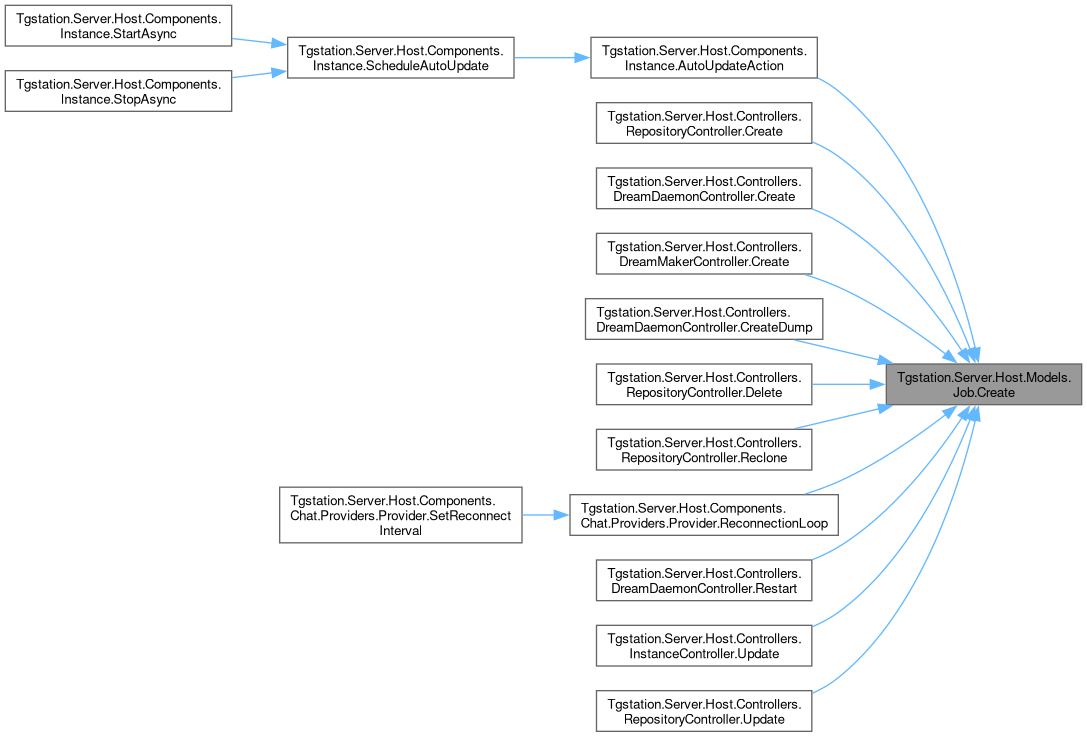 Tgstation.Server.Host.Components.
Instance.StartAsync
Tgstation.Server.Host.Components.
Instance.StopAsync
Tgstation.Server.Host.Components.
Instance.ScheduleAutoUpdate
Tgstation.Server.Host.Components.
Instance.AutoUpdateAction
Tgstation.Server.Host.Controllers.
RepositoryController.Create
Tgstation.Server.Host.Controllers.
DreamDaemonController.Create
Tgstation.Server.Host.Controllers.
DreamMakerController.Create
Tgstation.Server.Host.Controllers.
DreamDaemonController.CreateDump
Tgstation.Server.Host.Models.
Job.Create
Tgstation.Server.Host.Controllers.
RepositoryController.Delete
Tgstation.Server.Host.Controllers.
RepositoryController.Reclone
Tgstation.Server.Host.Components.
Chat.Providers.Provider.SetReconnect
Interval
Tgstation.Server.Host.Components.
Chat.Providers.Provider.ReconnectionLoop
Tgstation.Server.Host.Controllers.
DreamDaemonController.Restart
Tgstation.Server.Host.Controllers.
InstanceController.Update
Tgstation.Server.Host.Controllers.
RepositoryController.Update